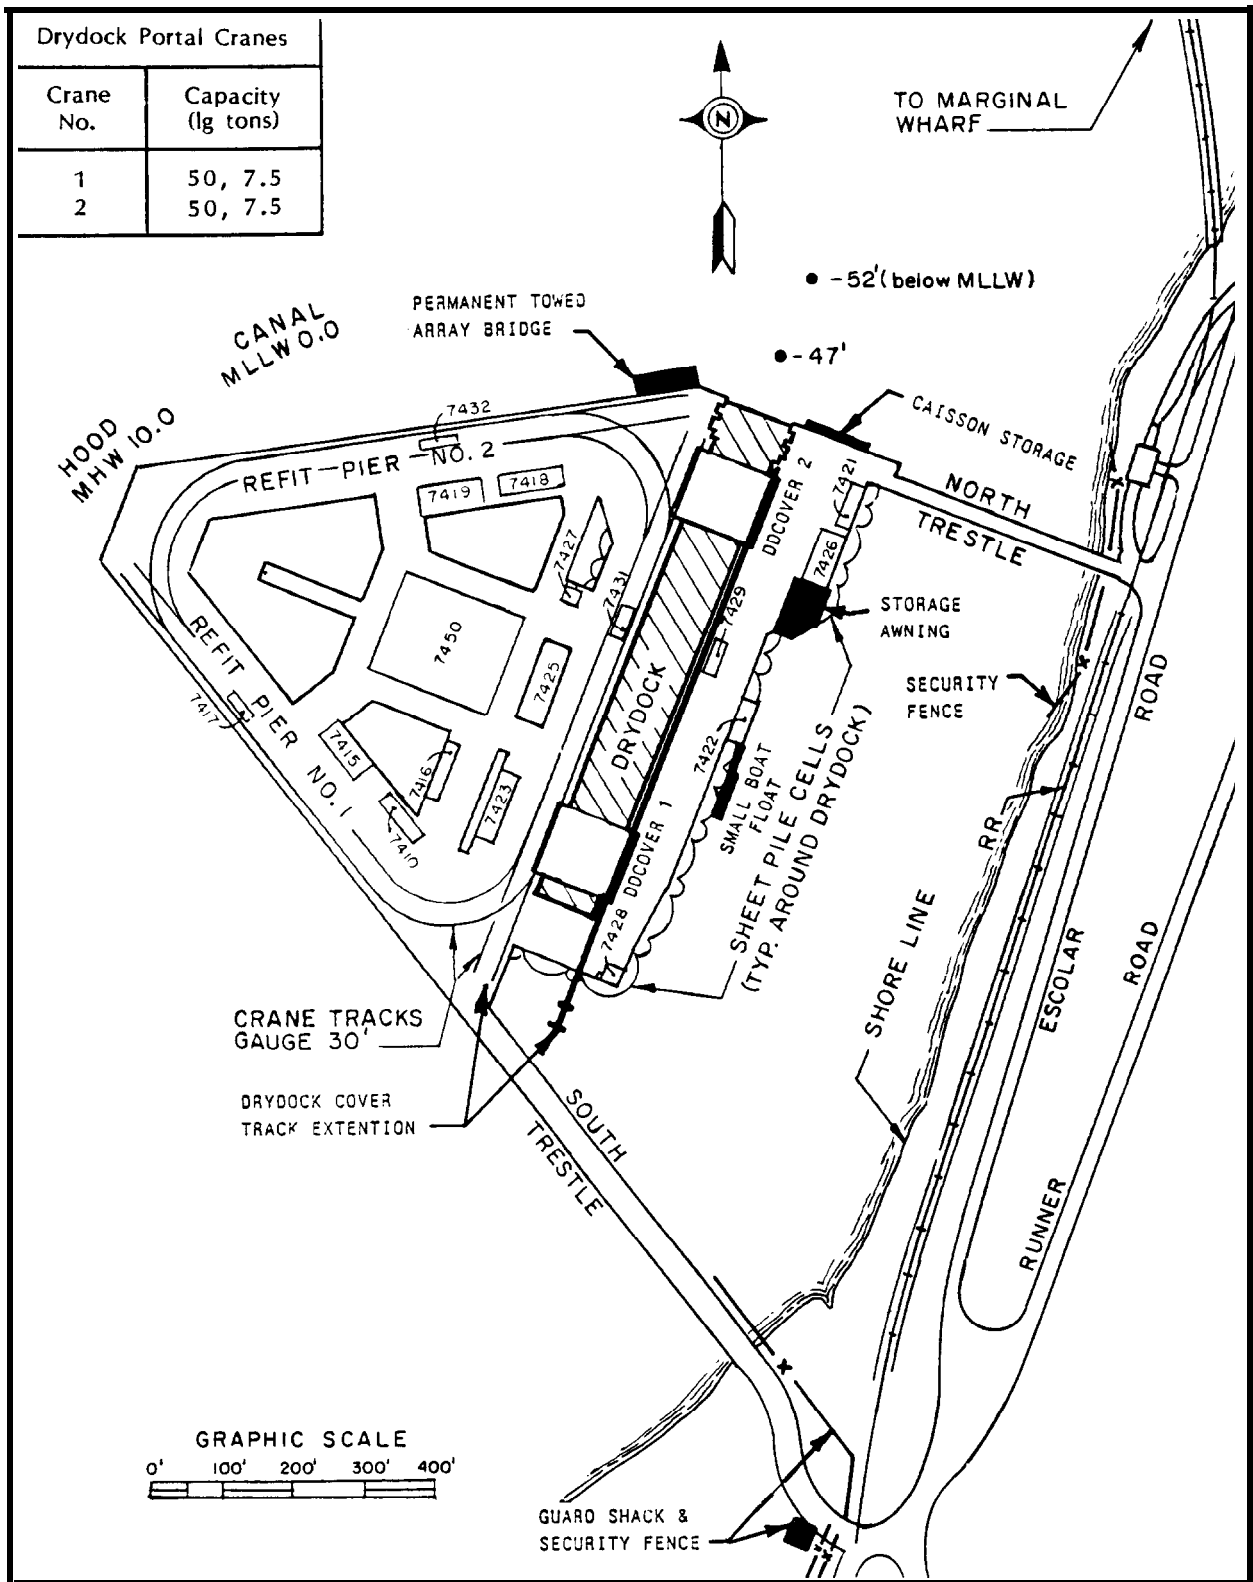 Drydock Portal Cranes
Crane No.
Capacity (lg tons)
1
50, 7.5
2
50, 7.5
N
TO MARGINAL
WHARF
-52'(below MLLW)
-47'
PERMANENT TOWED
ARRAY BRIDGE
CANAL
MLLW 0.0
HOOD
MHW 10.0
7432
REFIT PIER NO. 2
7419
7418
7427
7431
7450
7425
REFIT PIER NO. 1
7417
7415
7416
7410
7423
DRYDOCK
DDCOVER 2
7421
7426
7429
CAISSON STORAGE
NORTH
TRESTLE
STORAGE
AWNING
SECURITY
FENCE
7422
SMALL BOAT
FLOAT
SHEET PILE CELLS
(TYP. AROUND DRYDOCK)
DDCOVER 1
7428
ROAD
RR
SHORE LINE
ESCOLAR
ROAD
RUNNER
CRANE TRACKS
GAUGE 30'
DRYDOCK COVER
TRACK EXTENTION
SOUTH
TRESTLE
GRAPHIC SCALE
0' 100' 200' 300' 400'
GUARD SHACK &
SECURITY FENCE